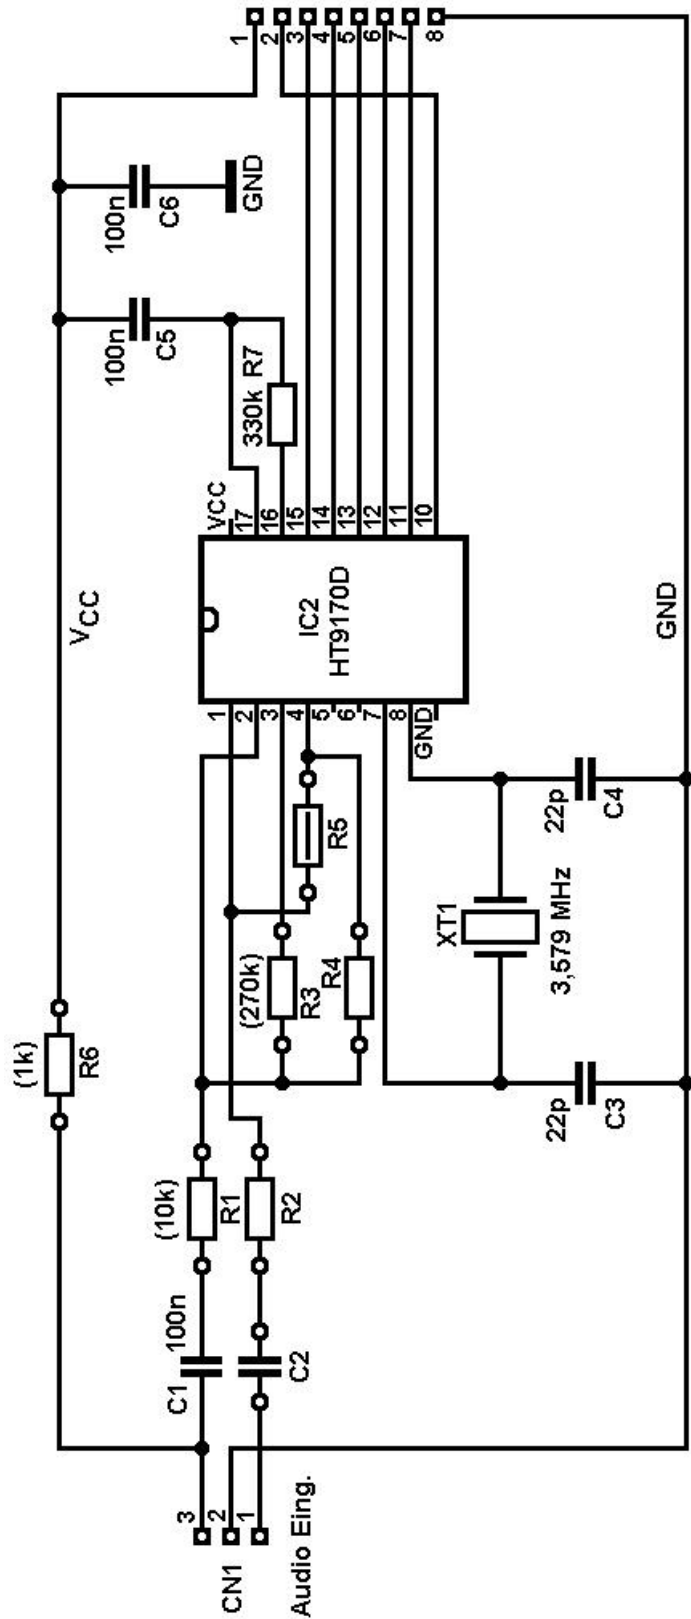 (1k)
R6
V CC
100n
C6
GND
100n
C5
1
2
3
4
5
6
7
8
CN1
3
2
1
Audio Eing.
C1
100n
C2
(10k)
R1
R2
(270k)
R3
R4
R5
1
2
3
4
5
6
7
8
GND
IC2
HT9170D
VCC
17
16
15
14
13
12
11
10
330k R7
XT1
3,579 MHz
22p
C3
22p
C4
GND